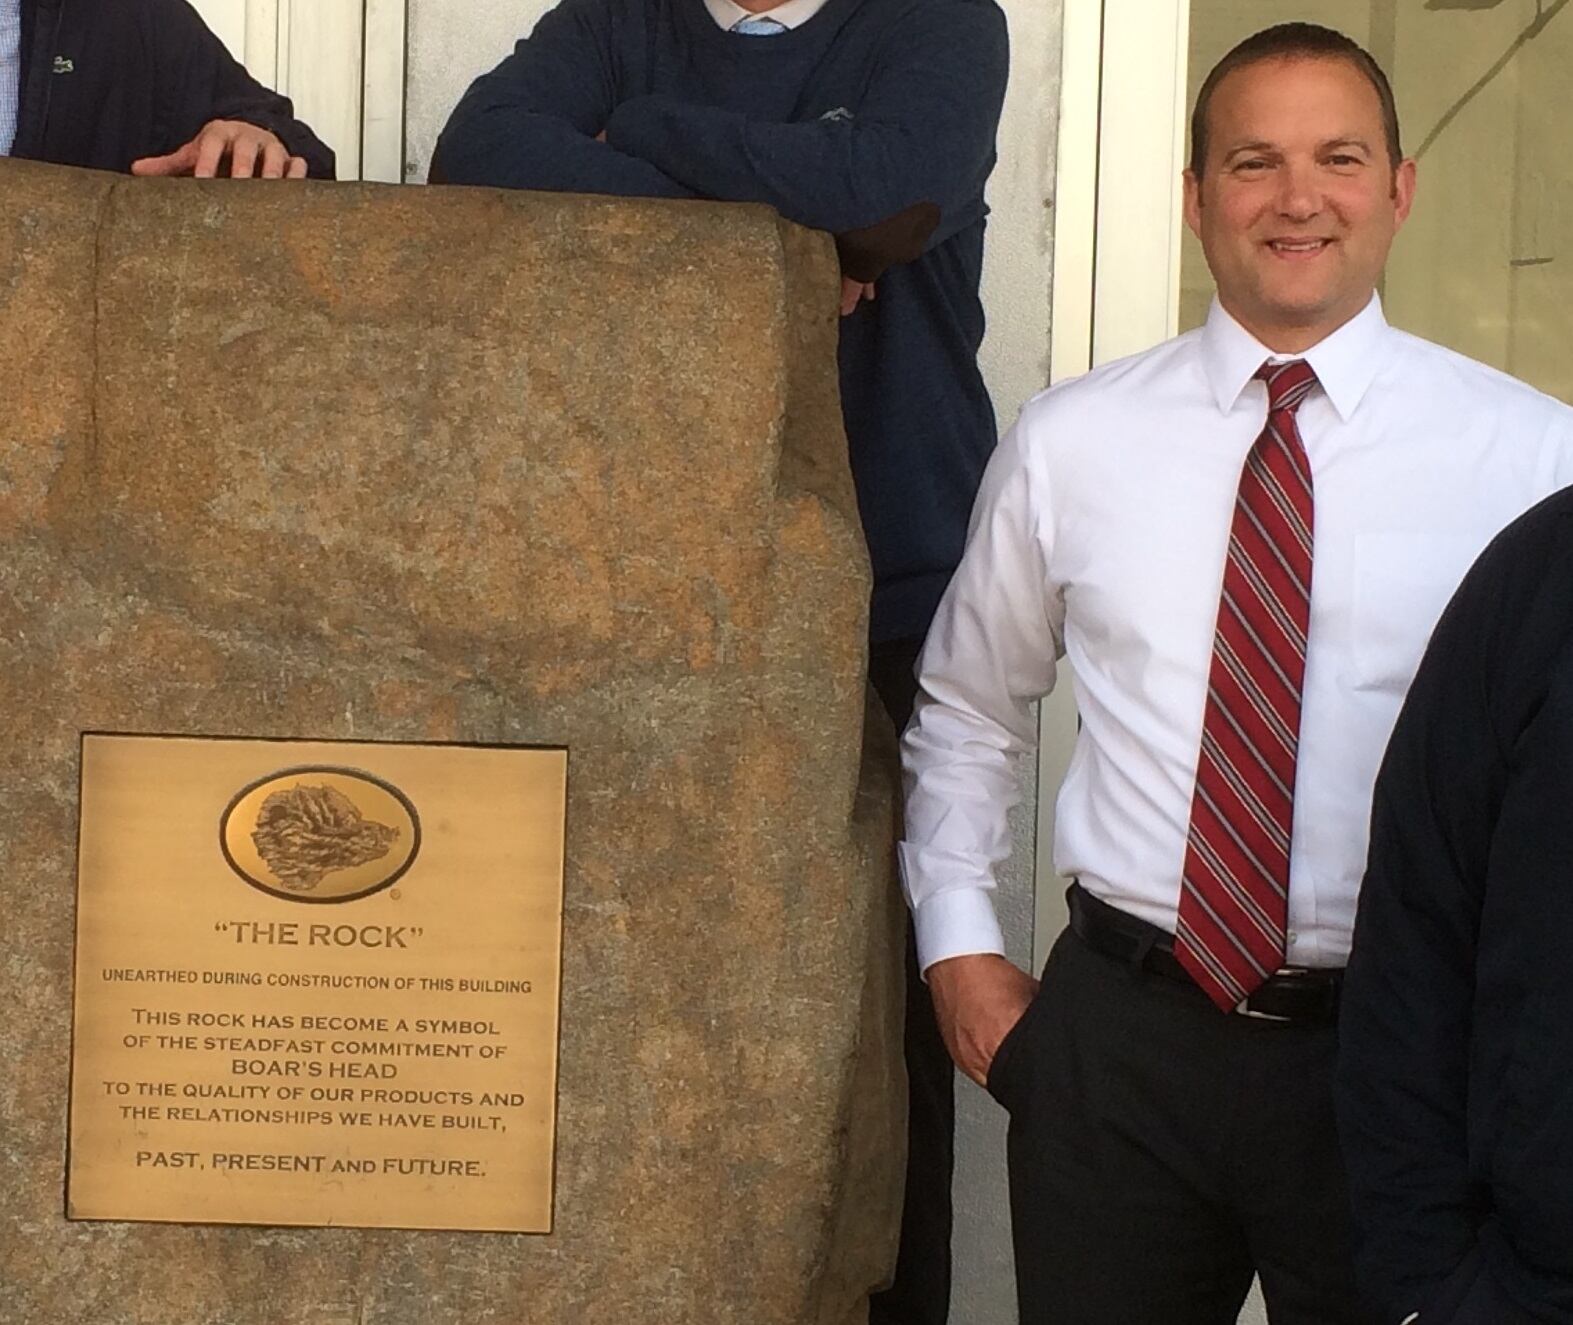 ®
“THE ROCK”
UNEARTHED DURING CONSTRUCTION OF THIS BUILDING
THIS ROCK HAS BECOME A SYMBOL
OF THE STEADFAST COMMITMENT OF
BOAR'S HEAD
TO THE QUALITY OF OUR PRODUCTS AND
THE RELATIONSHIPS WE HAVE BUILT,
PAST, PRESENT AND FUTURE.